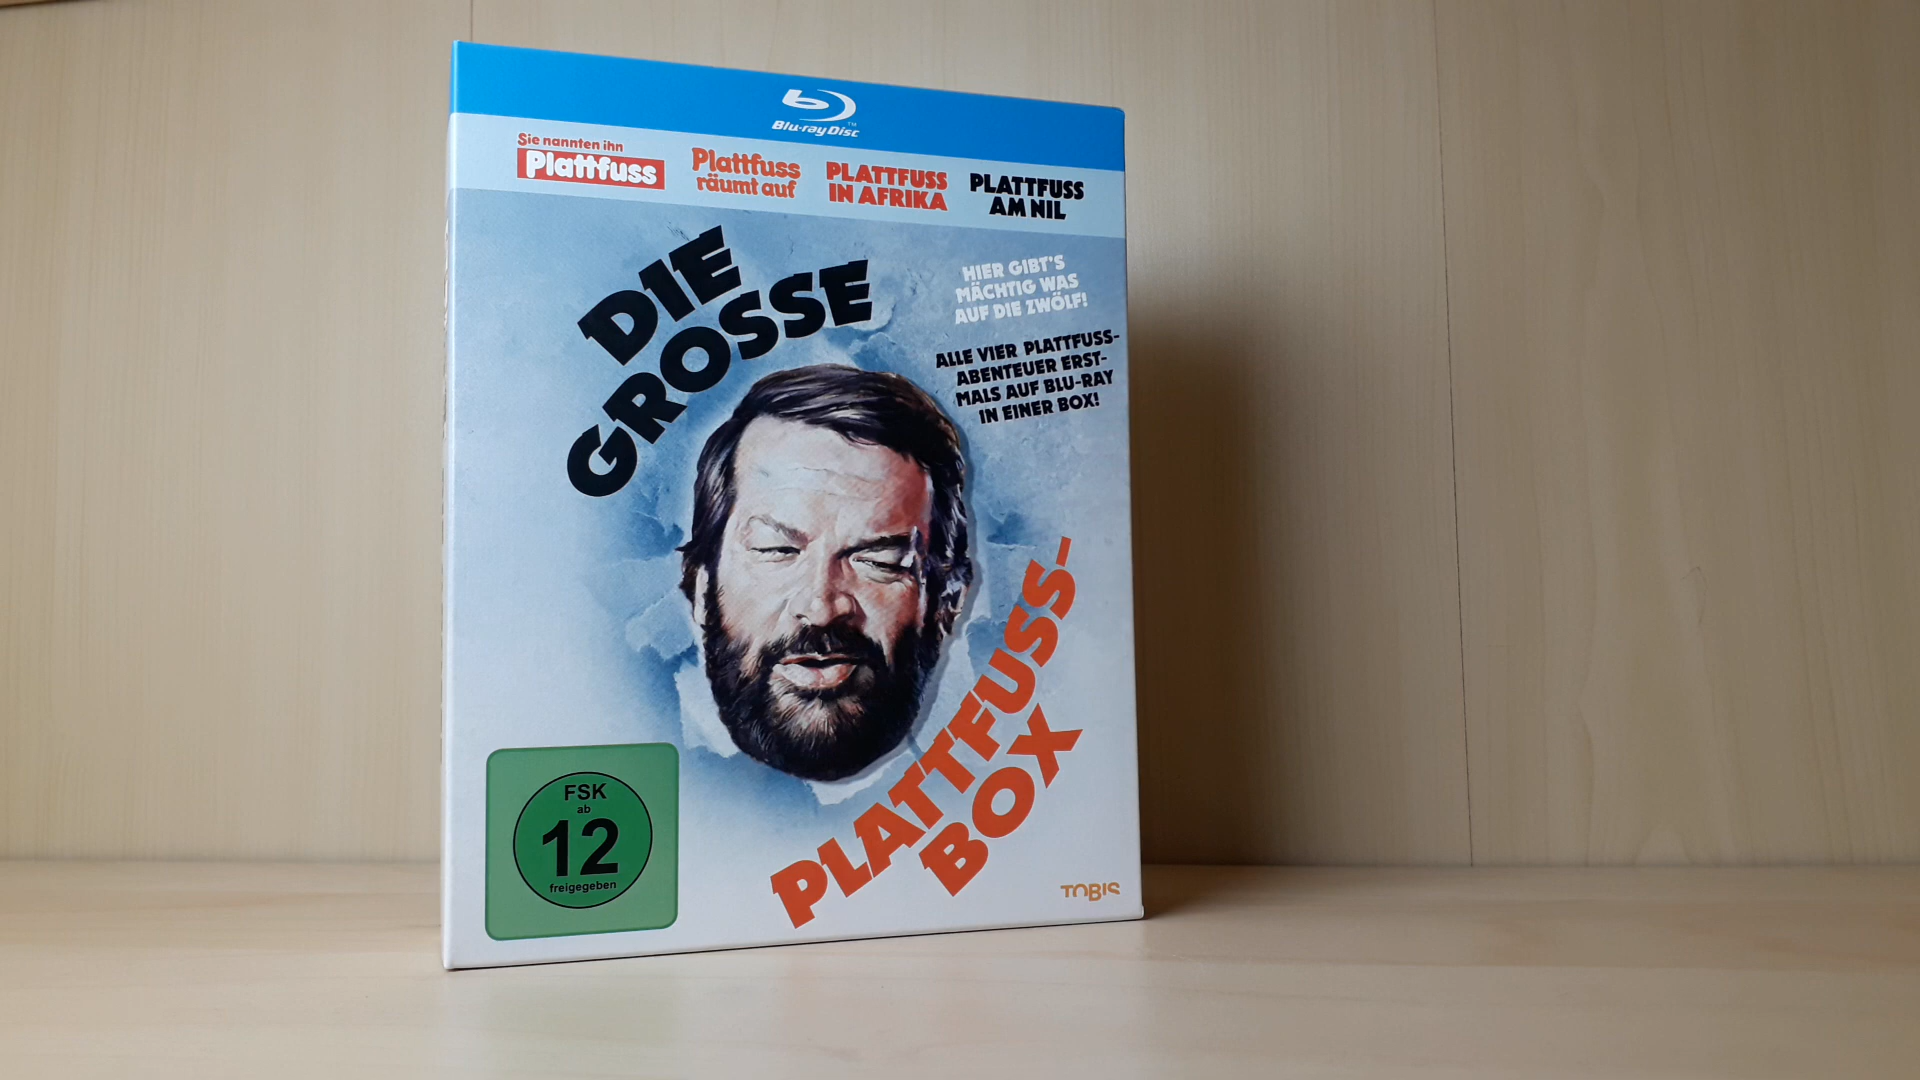 Blu-ray Disc™
Sie nannten ihn
Plattfuss
Plattfuss
räumt auf
PLATTFUSS
IN AFRIKA
PLATTFUSS
AM NIL
DIE
GROSSE
HIER GIBT'S
MÄCHTIG WAS
AUF DIE ZWÖLF!
ALLE VIER PLATTFUSS-
ABENTEUER ERST-
MALS AUF BLU-RAY
IN EINER BOX!
PLATTFUSS-
BOX
FSK
ab
12
freigegeben
TOBIS